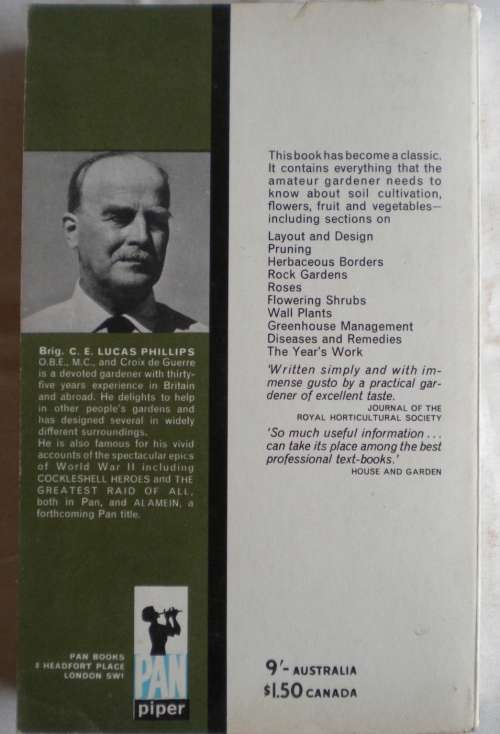 This book has become a classic.
It contains everything that the
amateur gardener needs to
know about soil cultivation,
flowers, fruit and vegetables—
including sections on
Layout and Design
Pruning
Herbaceous Borders
Rock Gardens
Roses
Flowering Shrubs
Wall Plants
Greenhouse Management
Diseases and Remedies
The Year's Work
'Written simply and with im-
mense gusto by a practical gar-
dener of excellent taste.
JOURNAL OF THE
ROYAL HORTICULTURAL SOCIETY
'So much useful information . . .
can take its place among the best
professional text-books.'
HOUSE AND GARDEN
Brig. C. E. LUCAS PHILLIPS
O.B.E., M.C., and Croix de Guerre
is a devoted gardener with thirty-
five years experience in Britain
and abroad. He delights to help
in other people's gardens and
has designed several in widely
different surroundings.
He is also famous for his vivid
accounts of the spectacular epics
of World War II including
COCKLESHELL HEROES and THE
GREATEST RAID OF ALL,
both in Pan, and ALAMEIN, a
forthcoming Pan title.
PAN BOOKS
HEADFORT PLACE
LONDON SW1
PAN
piper
9'- AUSTRALIA
$1.50 CANADA